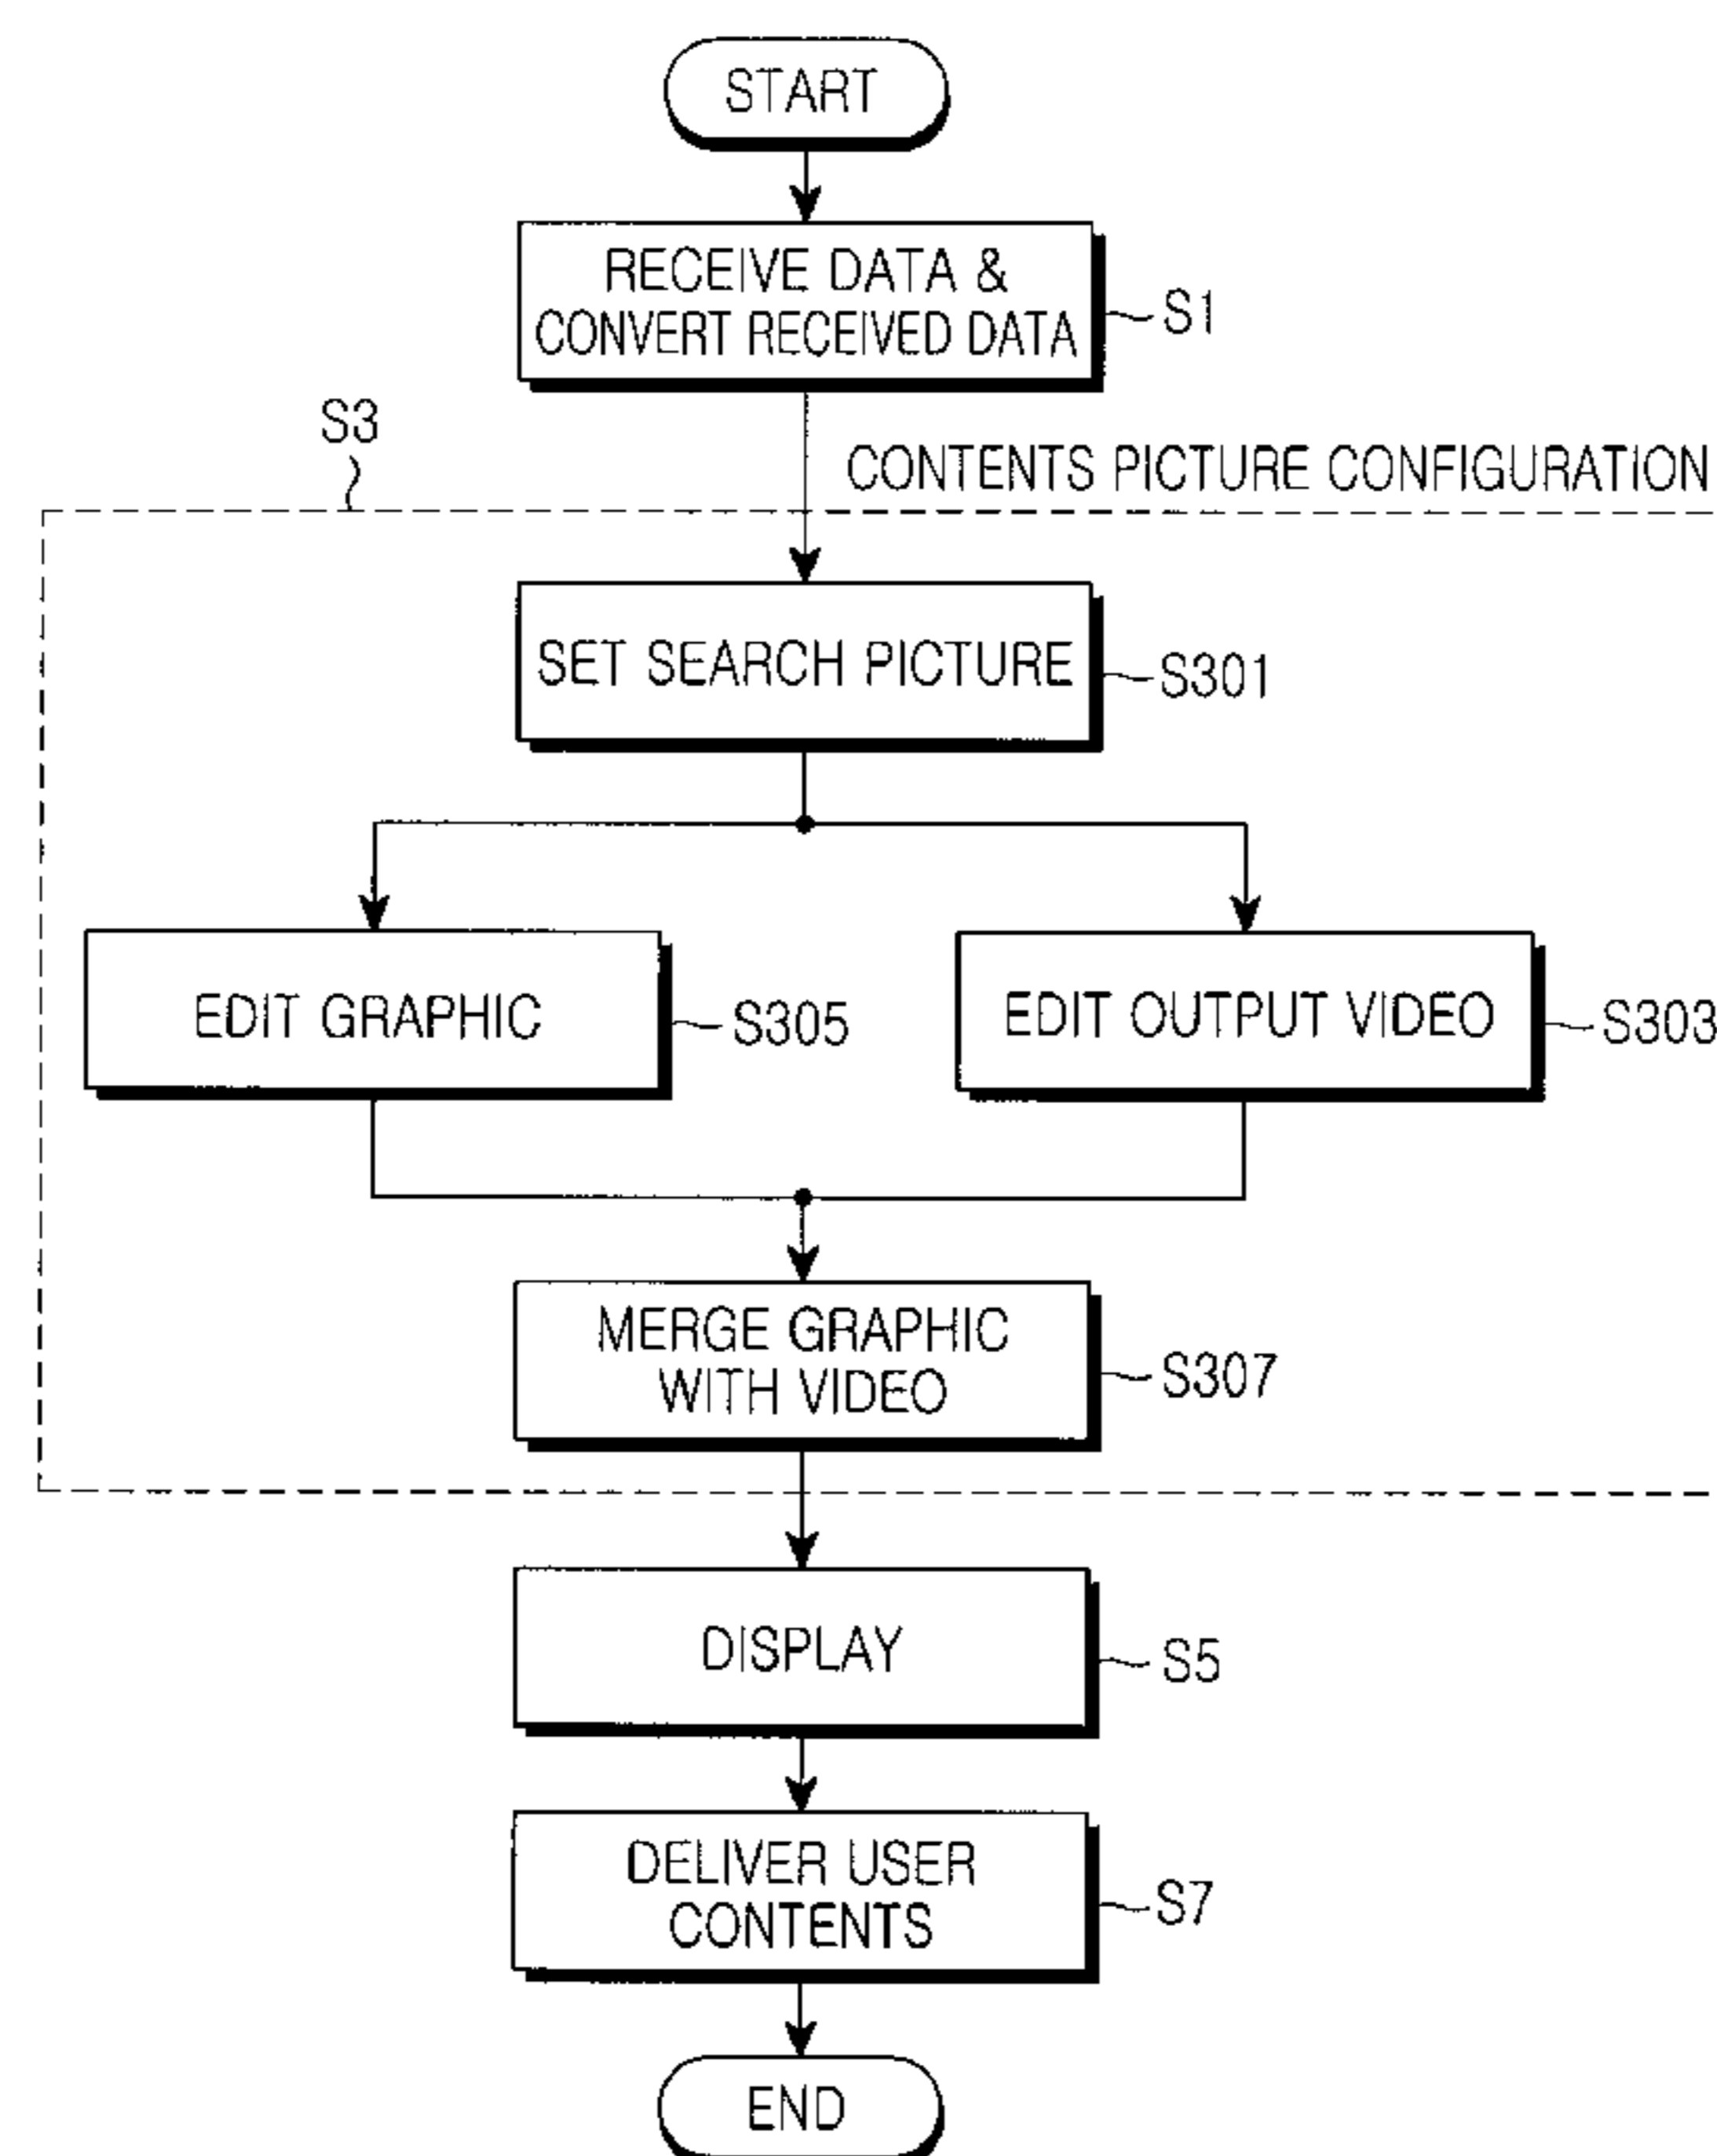 START
RECEIVE DATA &
CONVERT RECEIVED DATA
S1
S3
CONTENTS PICTURE CONFIGURATION
SET SEARCH PICTURE
S301
EDIT GRAPHIC
S305
EDIT OUTPUT VIDEO
S303
MERGE GRAPHIC
WITH VIDEO
S307
DISPLAY
S5
DELIVER USER
CONTENTS
S7
END